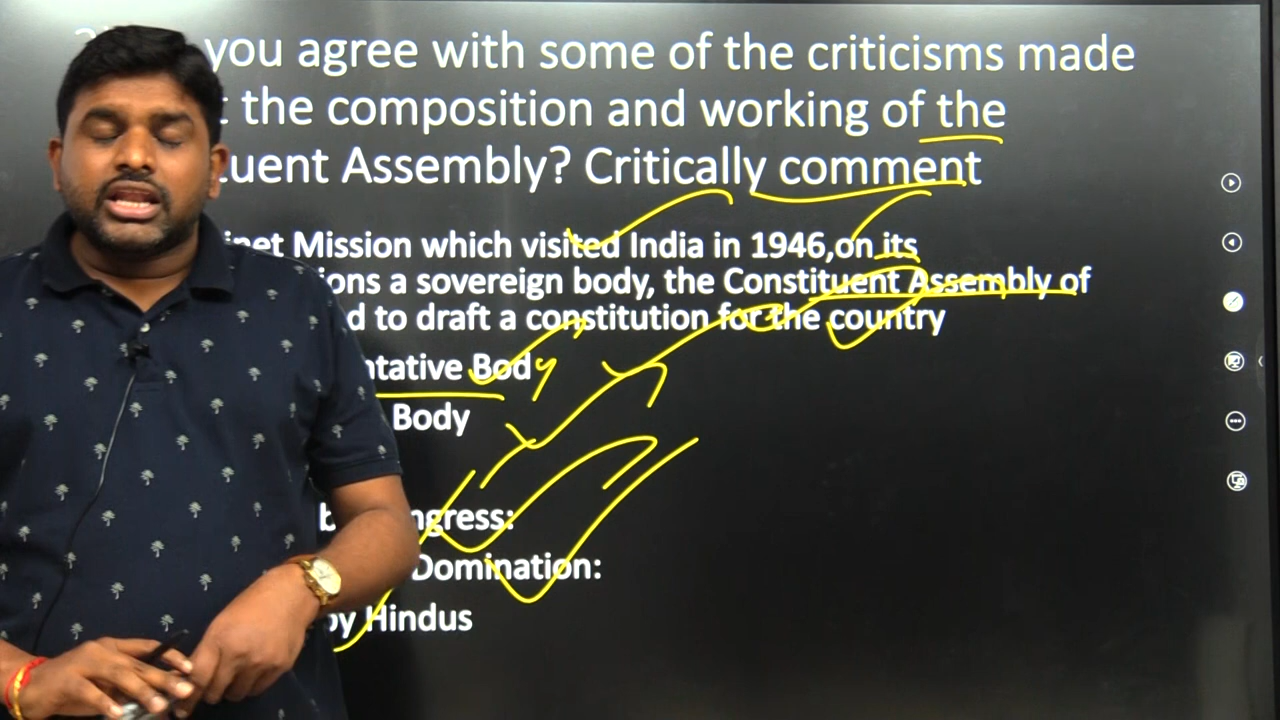 you agree with some of the criticisms made
the composition and working of the
tuent Assembly? Critically comment
inet Mission which visited India in 1946,on its
ions a sovereign body, the Constituent Assembly of
d to draft a constitution for the country
ntative Body
Body
ngress:
Domination:
by Hindus